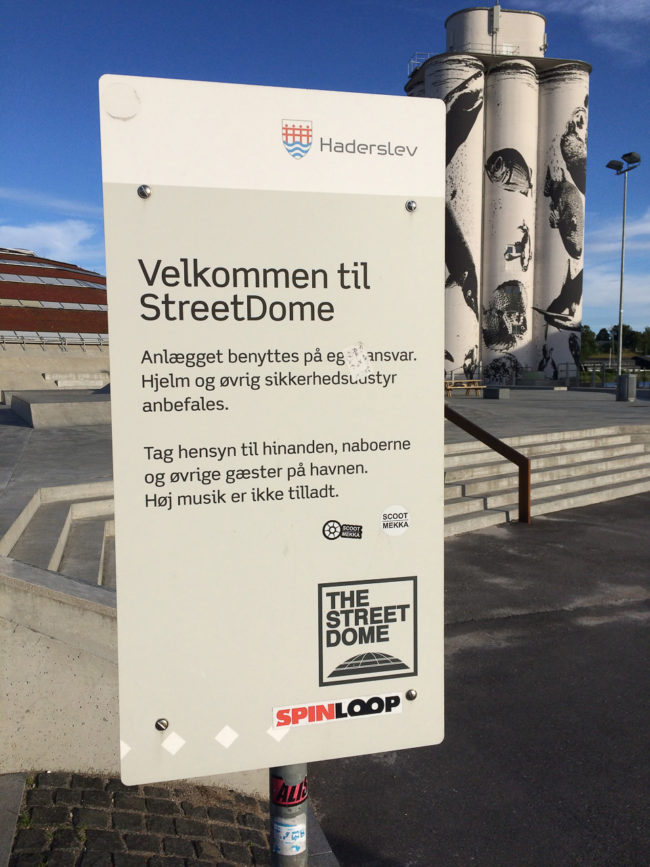 Haderslev
Velkommen til
StreetDome
Anlægget benyttes på ansvar.
Hjelm og øvrig sikkerhedsudstyr
anbefales.
Tag hensyn til hinanden, naboerne
og øvrige gæster på havnen.
Høj musik er ikke tilladt.
SCOOT
MEKKA
SCOOT
MEKKA
THE
STREET
DOME
SPINLOOP